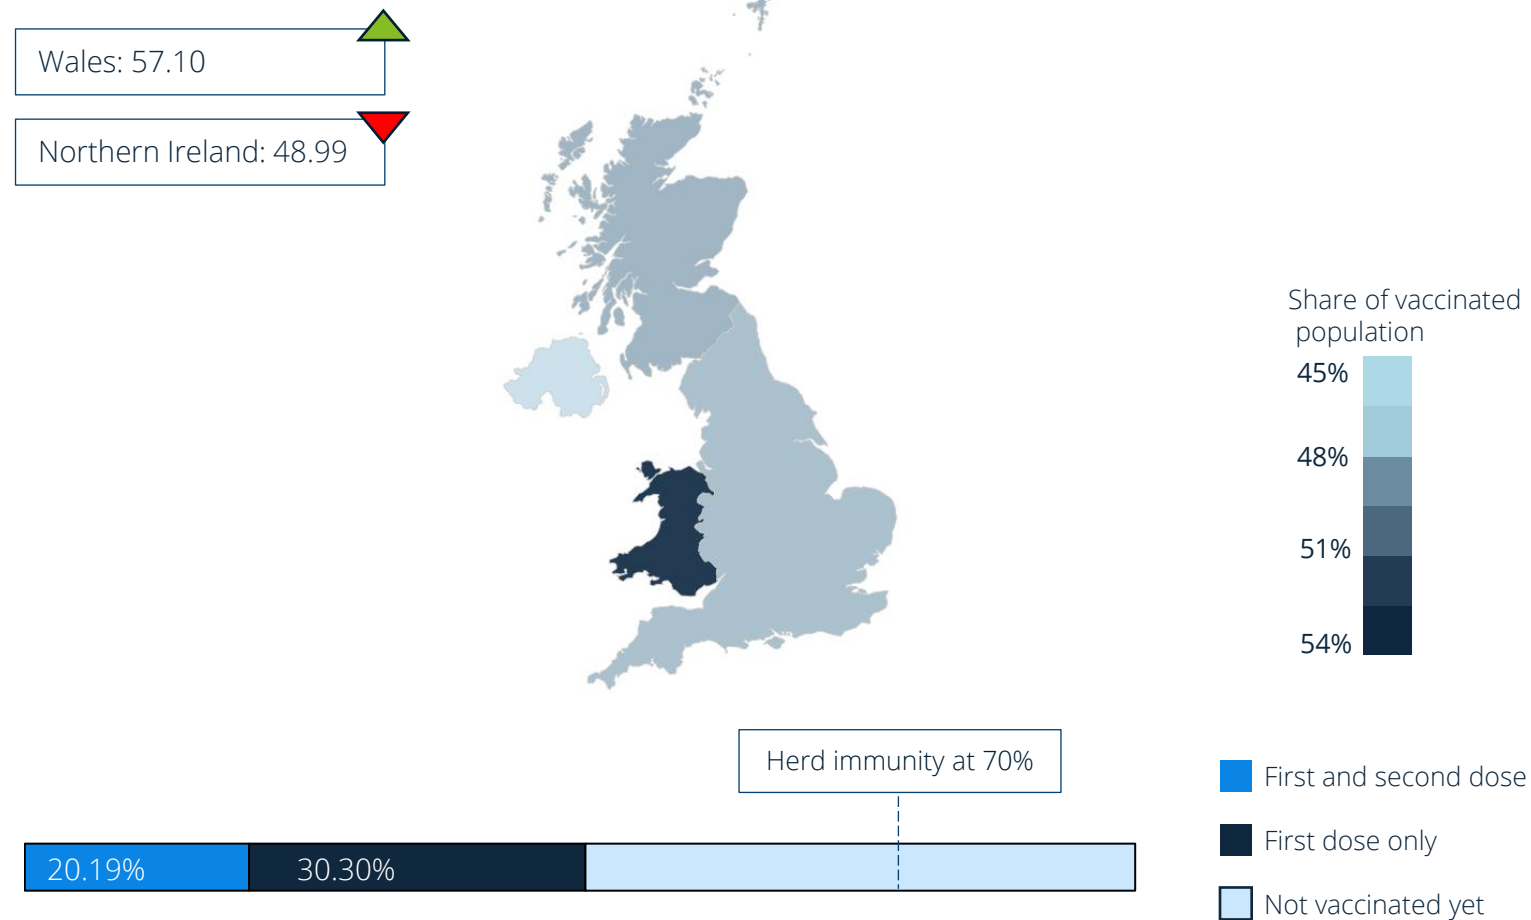 Wales: 57.10
Northern Ireland: 48.99
Share of vaccinated
population
45%
48%
51%
54%
Herd immunity at 70%
20.19%
30.30%
First and second dose
First dose only
Not vaccinated yet